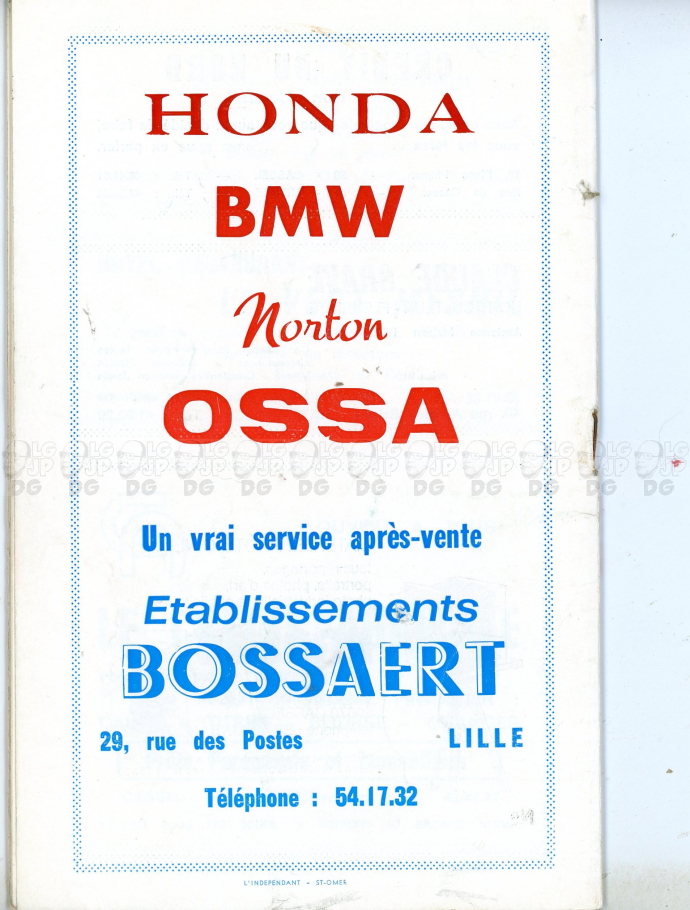 HONDA
BMW
Norton
OSSA
Un vrai service après-vente
Etablissements
BOSSAERT
29, rue des Postes LILLE
Téléphone : 54.17.32
L'INDÉPENDANT - ST-OMER